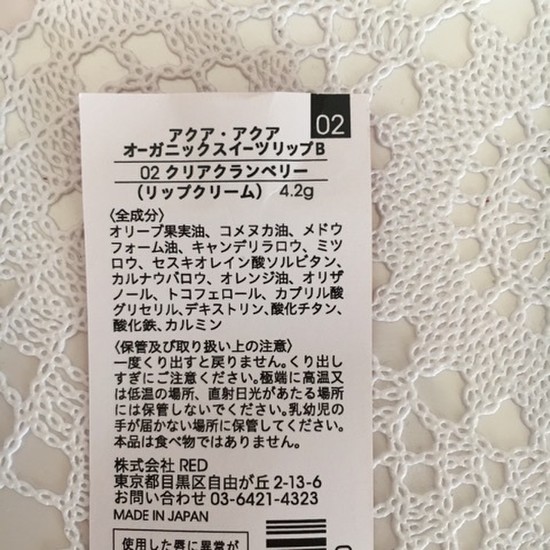 02
アクア・アクア
オーガニックスイーツリップB
02 クリアクランベリー
（リップクリーム） 4.2g
〈全成分〉
オリーブ果実油、コメヌカ油、メドウ
フォーム油、キャンデリラロウ、ミツ
ロウ、セスキオレイン酸ソルビタン、
カルナウバロウ、オレンジ油、オリザ
ノール、トコフェロール、カプリル酸
グリセリル、デキストリン、酸化チタン、
酸化鉄、カルミン
〈保管及び取り扱い上の注意〉
一度くり出すと戻りません。くり出し
すぎにご注意ください。極端に高温又
は低温の場所、直射日光があたる場所
には保管しないでください。乳幼児の
手が届かない場所に保管してください。
本品は食べ物ではありません。
株式会社 RED
東京都目黒区自由が丘 2-13-6
お問い合わせ 03-6421-4323
MADE IN JAPAN
使用した唇に異常が